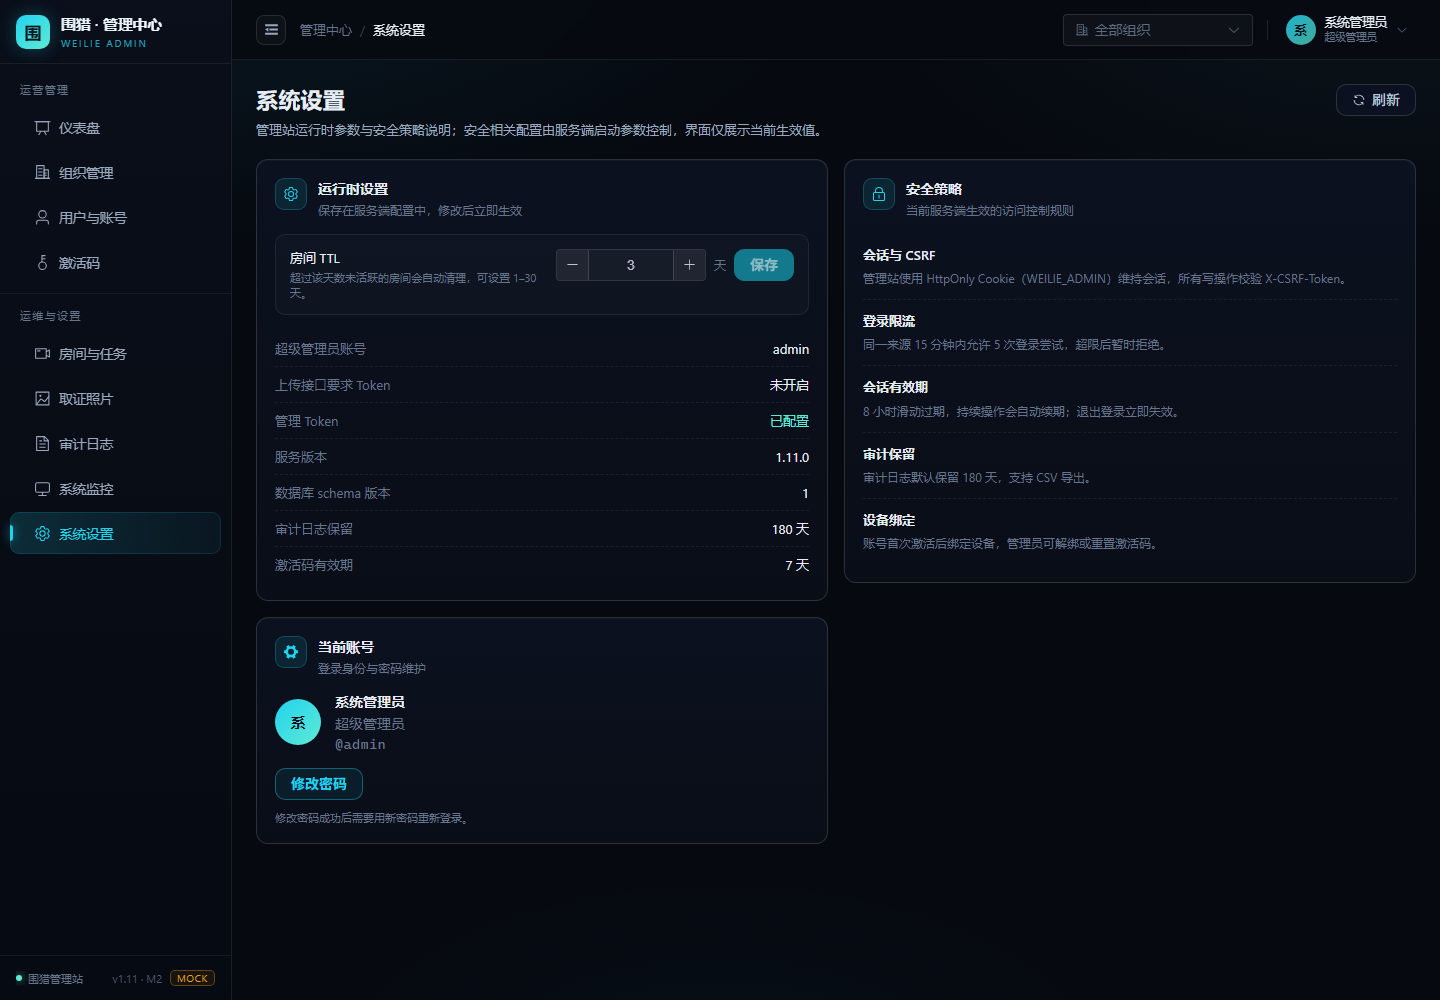 围
围猎 · 管理中心
WEILIE ADMIN
运营管理
仪表盘
组织管理
用户与账号
激活码
运维与设置
房间与任务
取证照片
审计日志
系统监控
系统设置
围猎管理站
v1.11 · M2
MOCK
管理中心 / 系统设置
全部组织
系
系统管理员
超级管理员
系统设置
管理站运行时参数与安全策略说明；安全相关配置由服务端启动参数控制，界面仅展示当前生效值。
刷新
运行时设置
保存在服务端配置中，修改后立即生效
房间 TTL
超过该天数未活跃的房间会自动清理，可设置 1–30
天。
3
天
保存
超级管理员账号 admin
上传接口要求 Token 未开启
管理 Token 已配置
服务版本 1.11.0
数据库 schema 版本 1
审计日志保留 180 天
激活码有效期 7 天
安全策略
当前服务端生效的访问控制规则
会话与 CSRF
管理站使用 HttpOnly Cookie（WEILIE_ADMIN）维持会话，所有写操作校验 X-CSRF-Token。
登录限流
同一来源 15 分钟内允许 5 次登录尝试，超限后暂时拒绝。
会话有效期
8 小时滑动过期，持续操作会自动续期；退出登录立即失效。
审计保留
审计日志默认保留 180 天，支持 CSV 导出。
设备绑定
账号首次激活后绑定设备，管理员可解绑或重置激活码。
当前账号
登录身份与密码维护
系
系统管理员
超级管理员
@admin
修改密码
修改密码成功后需要用新密码重新登录。